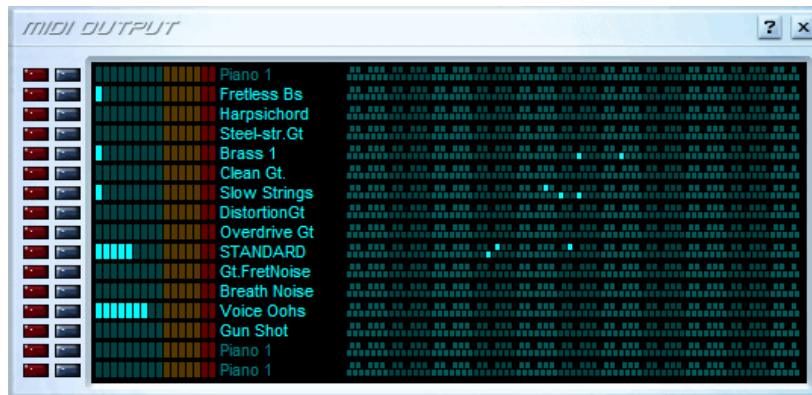 MIDI OUTPUT
? x
Piano 1
Fretless Bs
Harpsichord
Steel-str.Gt
Brass 1
Clean Gt.
Slow Strings
DistortionGt
Overdrive Gt
STANDARD
Gt.FretNoise
Breath Noise
Voice Oohs
Gun Shot
Piano 1
Piano 1